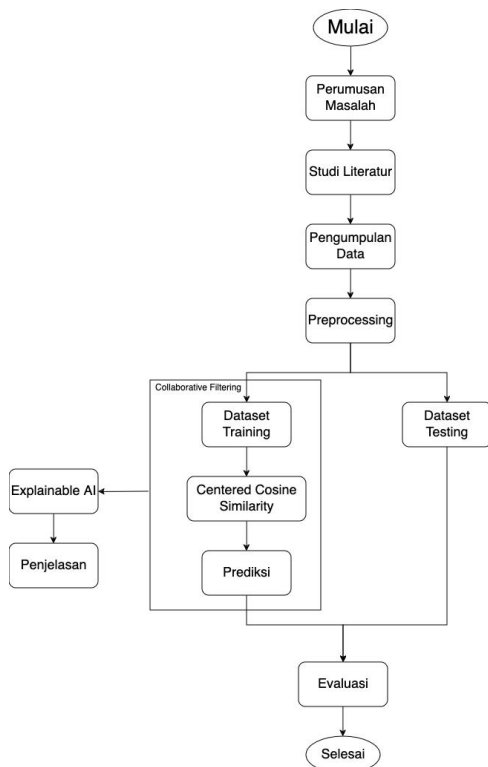 Mulai
Perumusan
Masalah
Studi Literatur
Pengumpulan
Data
Preprocessing
Collaborative Filtering
Dataset
Training
Dataset
Testing
Explainable AI
Centered Cosine
Similarity
Penjelasan
Prediksi
Evaluasi
Selesai